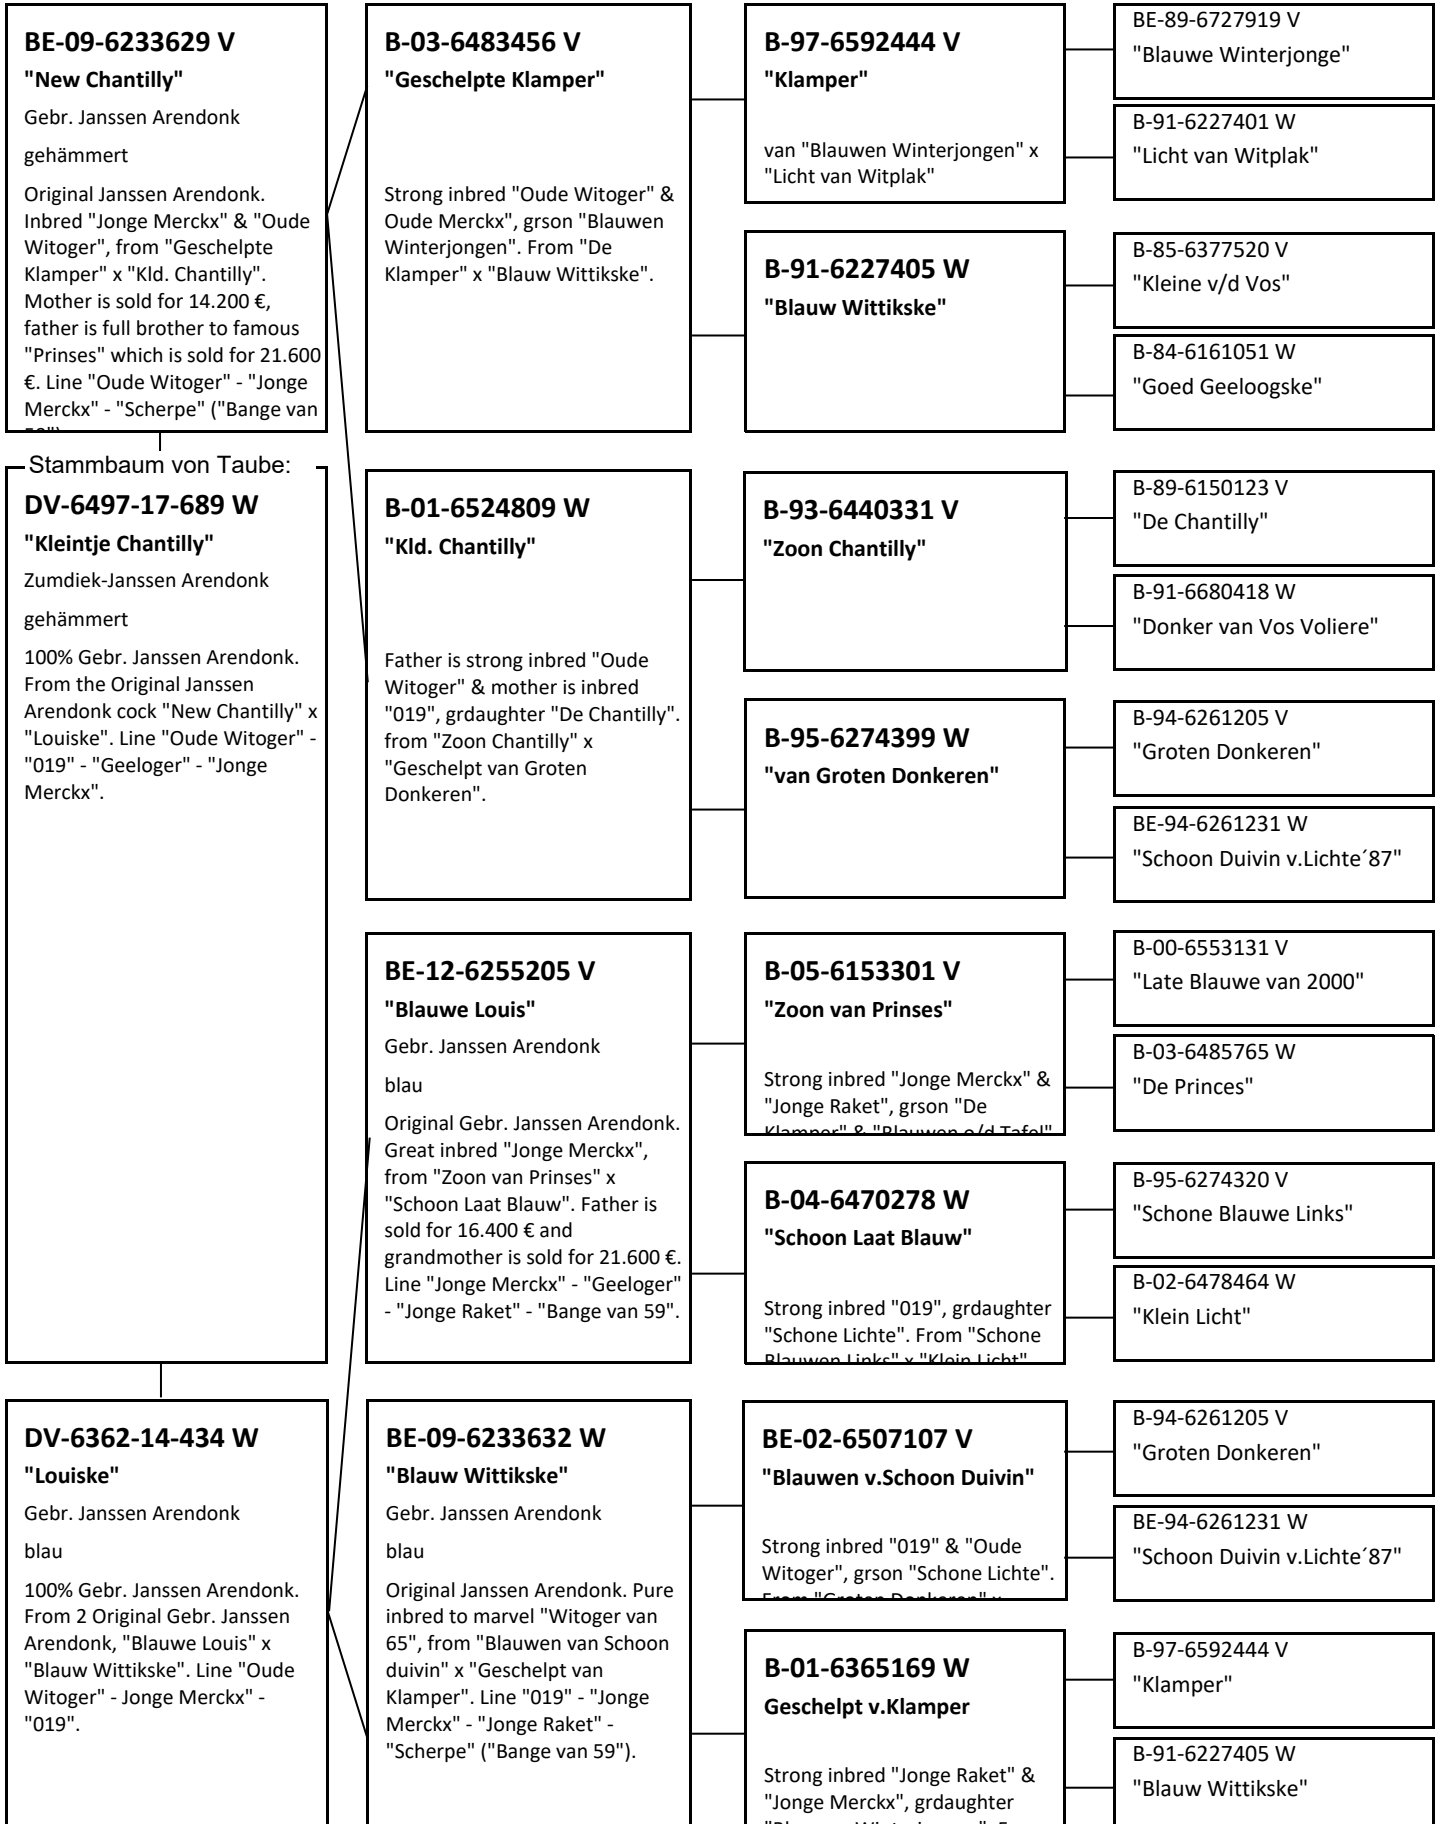 BE-09-6233629 V
"New Chantilly"
Gebr. Janssen Arendonk
gehämmert
Original Janssen Arendonk.
Inbred "Jonge Merckx" & "Oude
Witoger", from "Geschelpte
Klamper" x "Kld. Chantilly".
Mother is sold for 14.200 €,
father is full brother to famous
"Prinses" which is sold for 21.600
€. Line "Oude Witoger" - "Jonge
Merckx" - "Scherpe" ("Bange van
Stammbaum von Taube:
DV-6497-17-689 W
"Kleintje Chantilly"
Zumdiek-Janssen Arendonk
gehämmert
100% Gebr. Janssen Arendonk.
From the Original Janssen
Arendonk cock "New Chantilly" x
"Louiske". Line "Oude Witoger" -
"019" - "Geeloger" - "Jonge
Merckx".
DV-6362-14-434 W
"Louiske"
Gebr. Janssen Arendonk
blau
100% Gebr. Janssen Arendonk.
From 2 Original Gebr. Janssen
Arendonk, "Blauwe Louis" x
"Blauw Wittikske". Line "Oude
Witoger" - Jonge Merckx" -
"019".
B-03-6483456 V
"Geschelpte Klamper"
Strong inbred "Oude Witoger" &
Oude Merckx", grson "Blauwen
Winterjongen". From "De
Klamper" x "Blauw Wittikske".
B-01-6524809 W
"Kld. Chantilly"
Father is strong inbred "Oude
Witoger" & mother is inbred
"019", grdaughter "De Chantilly".
from "Zoon Chantilly" x
"Geschelpt van Groten
Donkeren".
BE-12-6255205 V
"Blauwe Louis"
Gebr. Janssen Arendonk
blau
Original Gebr. Janssen Arendonk.
Great inbred "Jonge Merckx",
from "Zoon van Prinses" x
"Schoon Laat Blauw". Father is
sold for 16.400 € and
grandmother is sold for 21.600 €.
Line "Jonge Merckx" - "Geeloger"
- "Jonge Raket" - "Bange van 59".
BE-09-6233632 W
"Blauw Wittikske"
Gebr. Janssen Arendonk
blau
Original Janssen Arendonk. Pure
inbred to marvel "Witoger van
65", from "Blauwen van Schoon
duivin" x "Geschelpt van
Klamper". Line "019" - "Jonge
Merckx" - "Jonge Raket" -
"Scherpe" ("Bange van 59").
B-97-6592444 V
"Klamper"
van "Blauwen Winterjongen" x
"Licht van Witplak"
B-91-6227405 W
"Blauw Wittikske"
B-93-6440331 V
"Zoon Chantilly"
B-95-6274399 W
"van Groten Donkeren"
B-05-6153301 V
"Zoon van Prinses"
Strong inbred "Jonge Merckx" &
"Jonge Raket", grson "De
Klamper" & "Blauwen o/d Tafel"
B-04-6470278 W
"Schoon Laat Blauw"
Strong inbred "019", grdaughter
"Schone Lichte". From "Schone
Blauwen Links" x "Klein Licht"
BE-02-6507107 V
"Blauwen v.Schoon Duivin"
Strong inbred "019" & "Oude
Witoger", grson "Schone Lichte".
From "Groten Donkeren" x
B-01-6365169 W
Geschelpt v.Klamper
Strong inbred "Jonge Raket" &
"Jonge Merckx", grdaughter
BE-89-6727919 V
"Blauwe Winterjonge"
B-91-6227401 W
"Licht van Witplak"
B-85-6377520 V
"Kleine v/d Vos"
B-84-6161051 W
"Goed Geeloogske"
B-89-6150123 V
"De Chantilly"
B-91-6680418 W
"Donker van Vos Voliere"
B-94-6261205 V
"Groten Donkeren"
BE-94-6261231 W
"Schoon Duivin v.Lichte´87"
B-00-6553131 V
"Late Blauwe van 2000"
B-03-6485765 W
"De Princes"
B-95-6274320 V
"Schone Blauwe Links"
B-02-6478464 W
"Klein Licht"
B-94-6261205 V
"Groten Donkeren"
BE-94-6261231 W
"Schoon Duivin v.Lichte´87"
B-97-6592444 V
"Klamper"
B-91-6227405 W
"Blauw Wittikske"